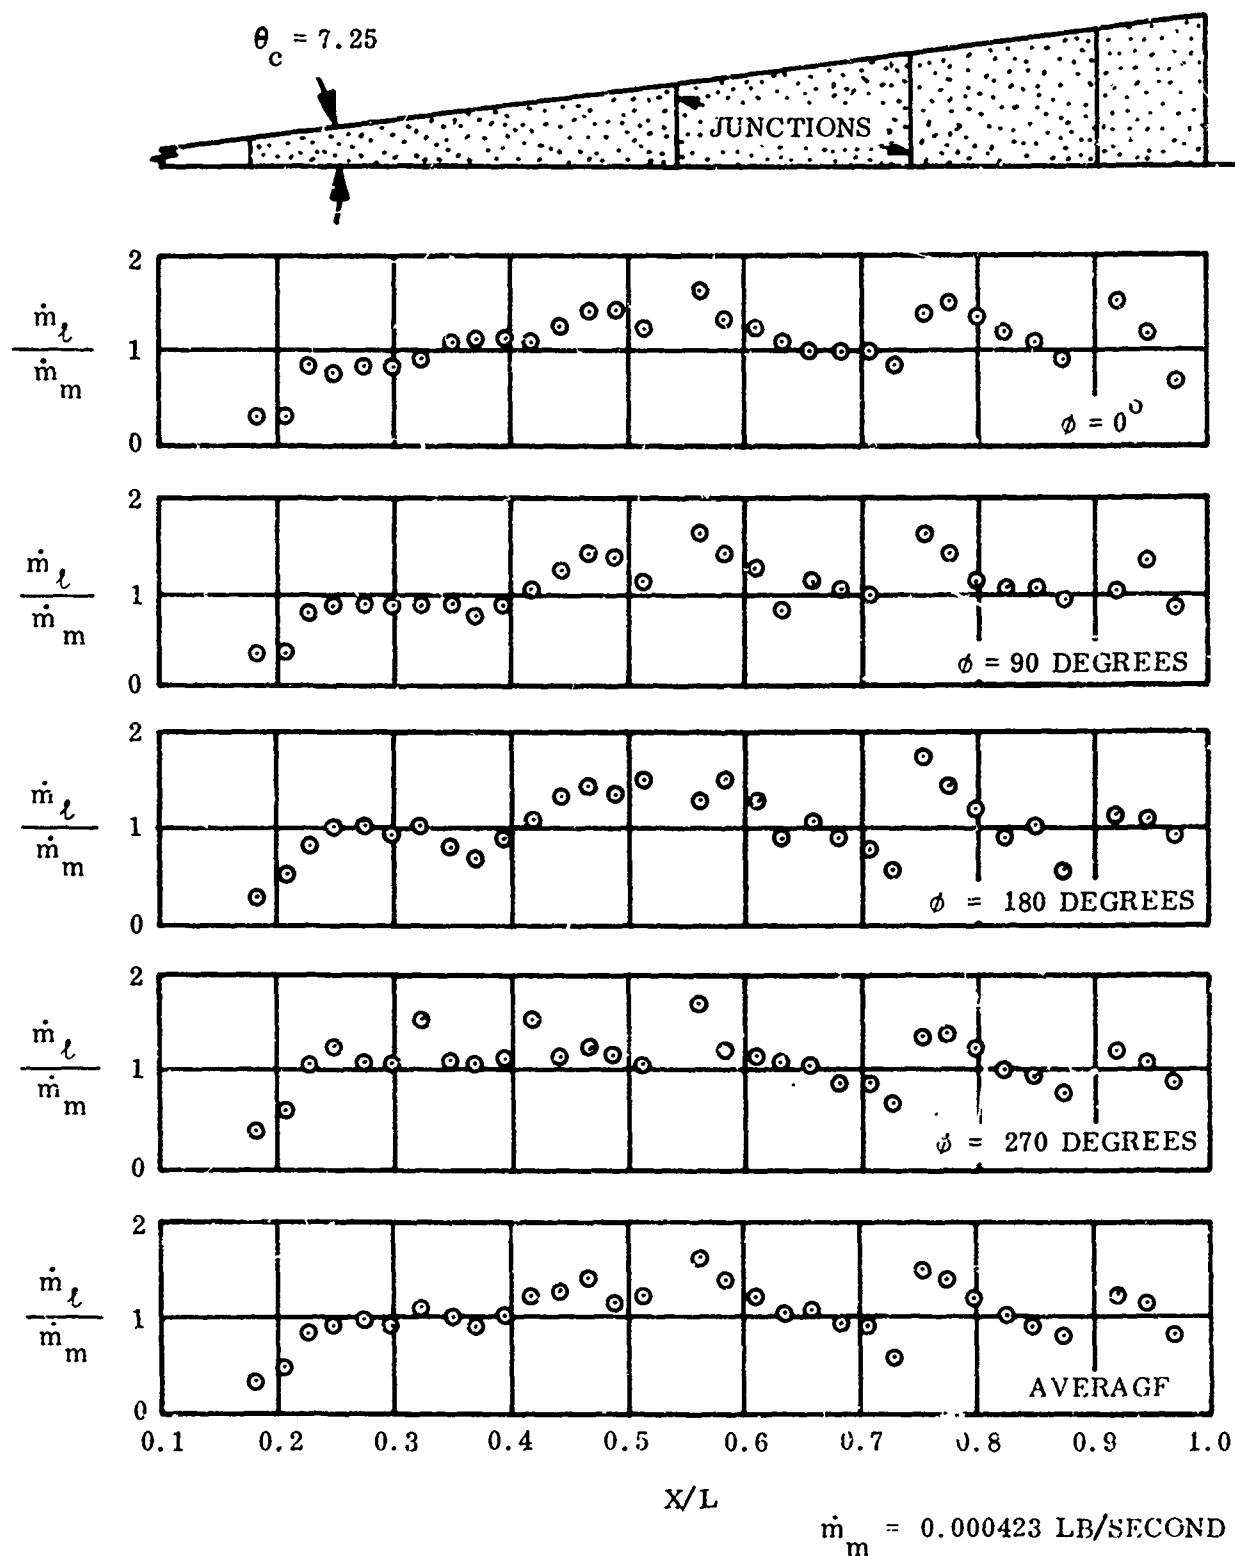 θc = 7.25
JUNCTIONS
2
ṁℓ
1
ṁm
0
φ = 0°
2
ṁℓ
1
ṁm
0
φ = 90 DEGREES
2
ṁℓ
1
ṁm
0
φ = 180 DEGREES
2
ṁℓ
1
ṁm
0
φ = 270 DEGREES
2
ṁℓ
1
ṁm
0
AVERAGE
0.1 0.2 0.3 0.4 0.5 0.6 0.7 0.8 0.9 1.0
X/L
ṁm = 0.000423 LB/SECOND